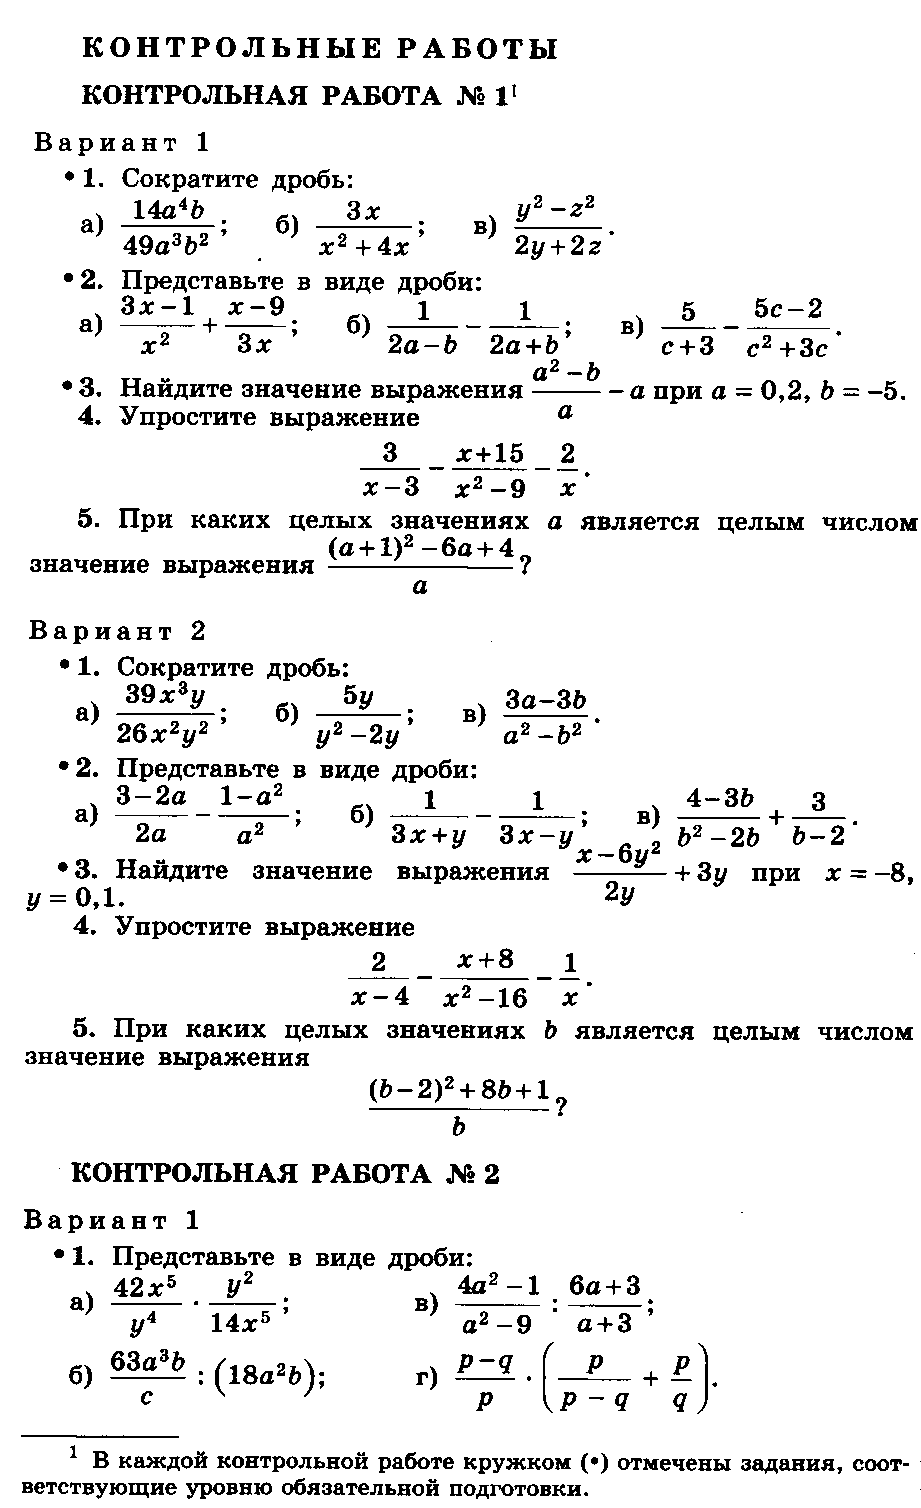 КОНТРОЛЬНЫЕ РАБОТЫ
КОНТРОЛЬНАЯ РАБОТА № 1¹
Вариант 1
• 1. Сократите дробь:
а) 14a⁴b / 49a³b²; б) 3x / x² + 4x; в) y² – z² / 2y + 2z.
• 2. Представьте в виде дроби:
а) 3x – 1 / x² + x – 9 / 3x; б) 1 / 2a – b – 1 / 2a + b; в) 5 / c + 3 – 5c – 2 / c² + 3c.
• 3. Найдите значение выражения a² – b / a – a при a = 0,2, b = –5.
4. Упростите выражение
3 / x – 3 – x + 15 / x² – 9 – 2 / x.
5. При каких целых значениях a является целым числом
значение выражения (a + 1)² – 6a + 4 / a ?
Вариант 2
• 1. Сократите дробь:
а) 39x³y / 26x²y²; б) 5y / y² – 2y; в) 3a – 3b / a² – b².
• 2. Представьте в виде дроби:
а) 3 – 2a / 2a – 1 – a² / a²; б) 1 / 3x + y – 1 / 3x – y; в) 4 – 3b / b² – 2b + 3 / b – 2.
• 3. Найдите значение выражения x – 6y² / 2y + 3y при x = –8,
y = 0,1.
4. Упростите выражение
2 / x – 4 – x + 8 / x² – 16 – 1 / x.
5. При каких целых значениях b является целым числом
значение выражения
(b – 2)² + 8b + 1 / b ?
КОНТРОЛЬНАЯ РАБОТА № 2
Вариант 1
• 1. Представьте в виде дроби:
а) 42x⁵ / y⁴ · y² / 14x⁵; в) 4a² – 1 / a² – 9 : 6a + 3 / a + 3;
б) 63a³b / c : (18a²b); г) p – q / p · (p / p – q + p / q).
¹ В каждой контрольной работе кружком (•) отмечены задания, соот-
ветствующие уровню обязательной подготовки.